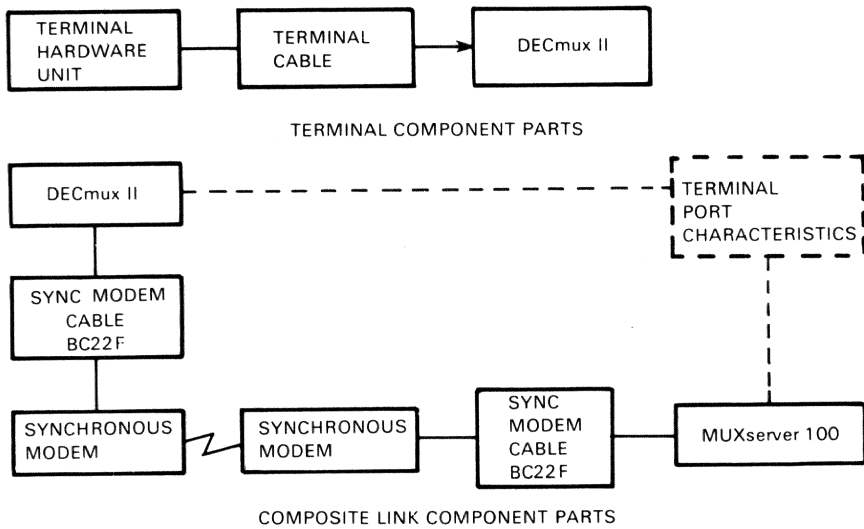 TERMINAL
HARDWARE
UNIT
TERMINAL
CABLE
DECmux II
TERMINAL COMPONENT PARTS
DECmux II
TERMINAL
PORT
CHARACTERISTICS
SYNC MODEM
CABLE
BC22F
SYNCHRONOUS
MODEM
SYNCHRONOUS
MODEM
SYNC
MODEM
CABLE
BC22F
MUXserver 100
COMPOSITE LINK COMPONENT PARTS